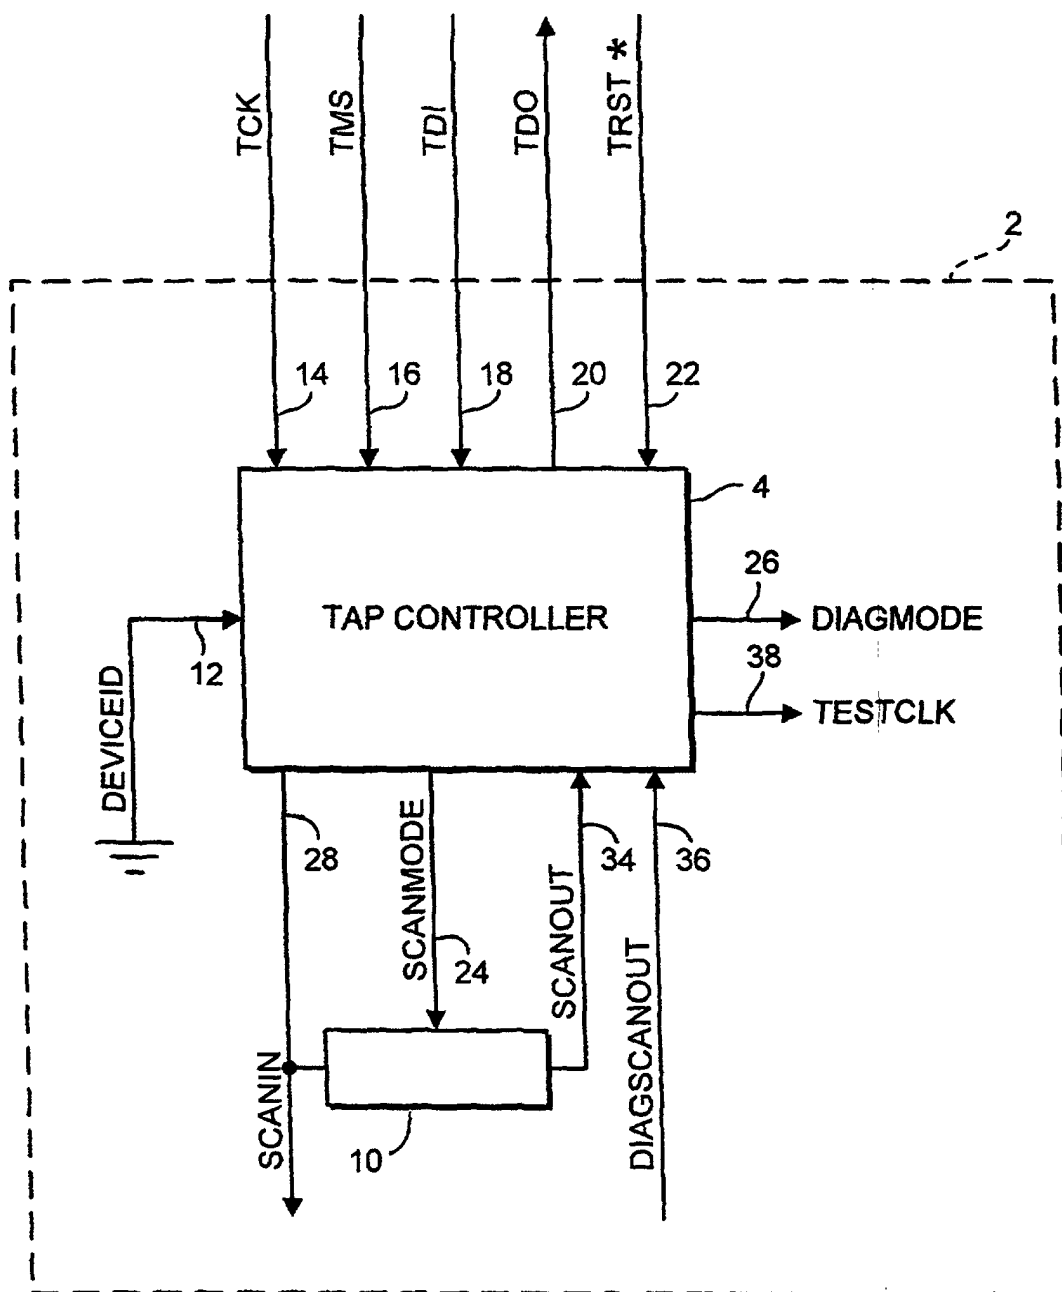 TCK
TMS
TDI
TDO
TRST *
2
14
16
18
20
22
4
26
TAP CONTROLLER
DIAGMODE
12
38
TESTCLK
DEVICEID
28
SCANMODE
34
36
24
SCANOUT
DIAGSCANOUT
SCANIN
10